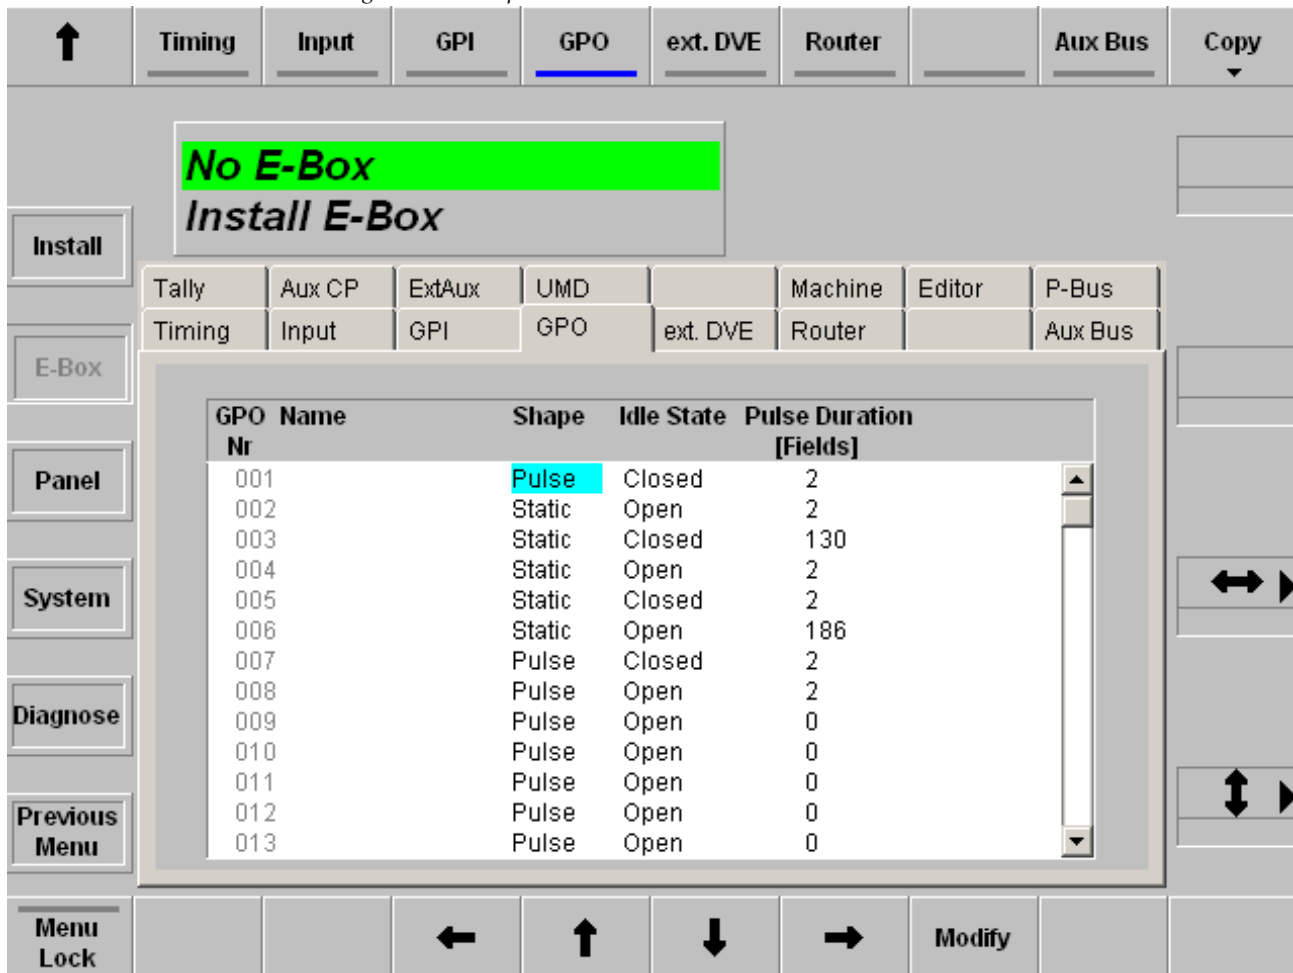 Timing Input GPI GPO ext. DVE Router Aux Bus Copy
No E-Box
Install E-Box
Install
Tally Aux CP ExtAux UMD Machine Editor P-Bus
Timing Input GPI GPO ext. DVE Router Aux Bus
E-Box
GPO Name Shape Idle State Pulse Duration
Nr [Fields]
001 Pulse Closed 2
Panel
002 Static Open 2
003 Static Closed 130
004 Static Open 2
System
005 Static Closed 2
006 Static Open 186
007 Pulse Closed 2
008 Pulse Open 2
Diagnose
009 Pulse Open 0
010 Pulse Open 0
011 Pulse Open 0
Previous
Menu
012 Pulse Open 0
013 Pulse Open 0
Menu
Lock
Modify